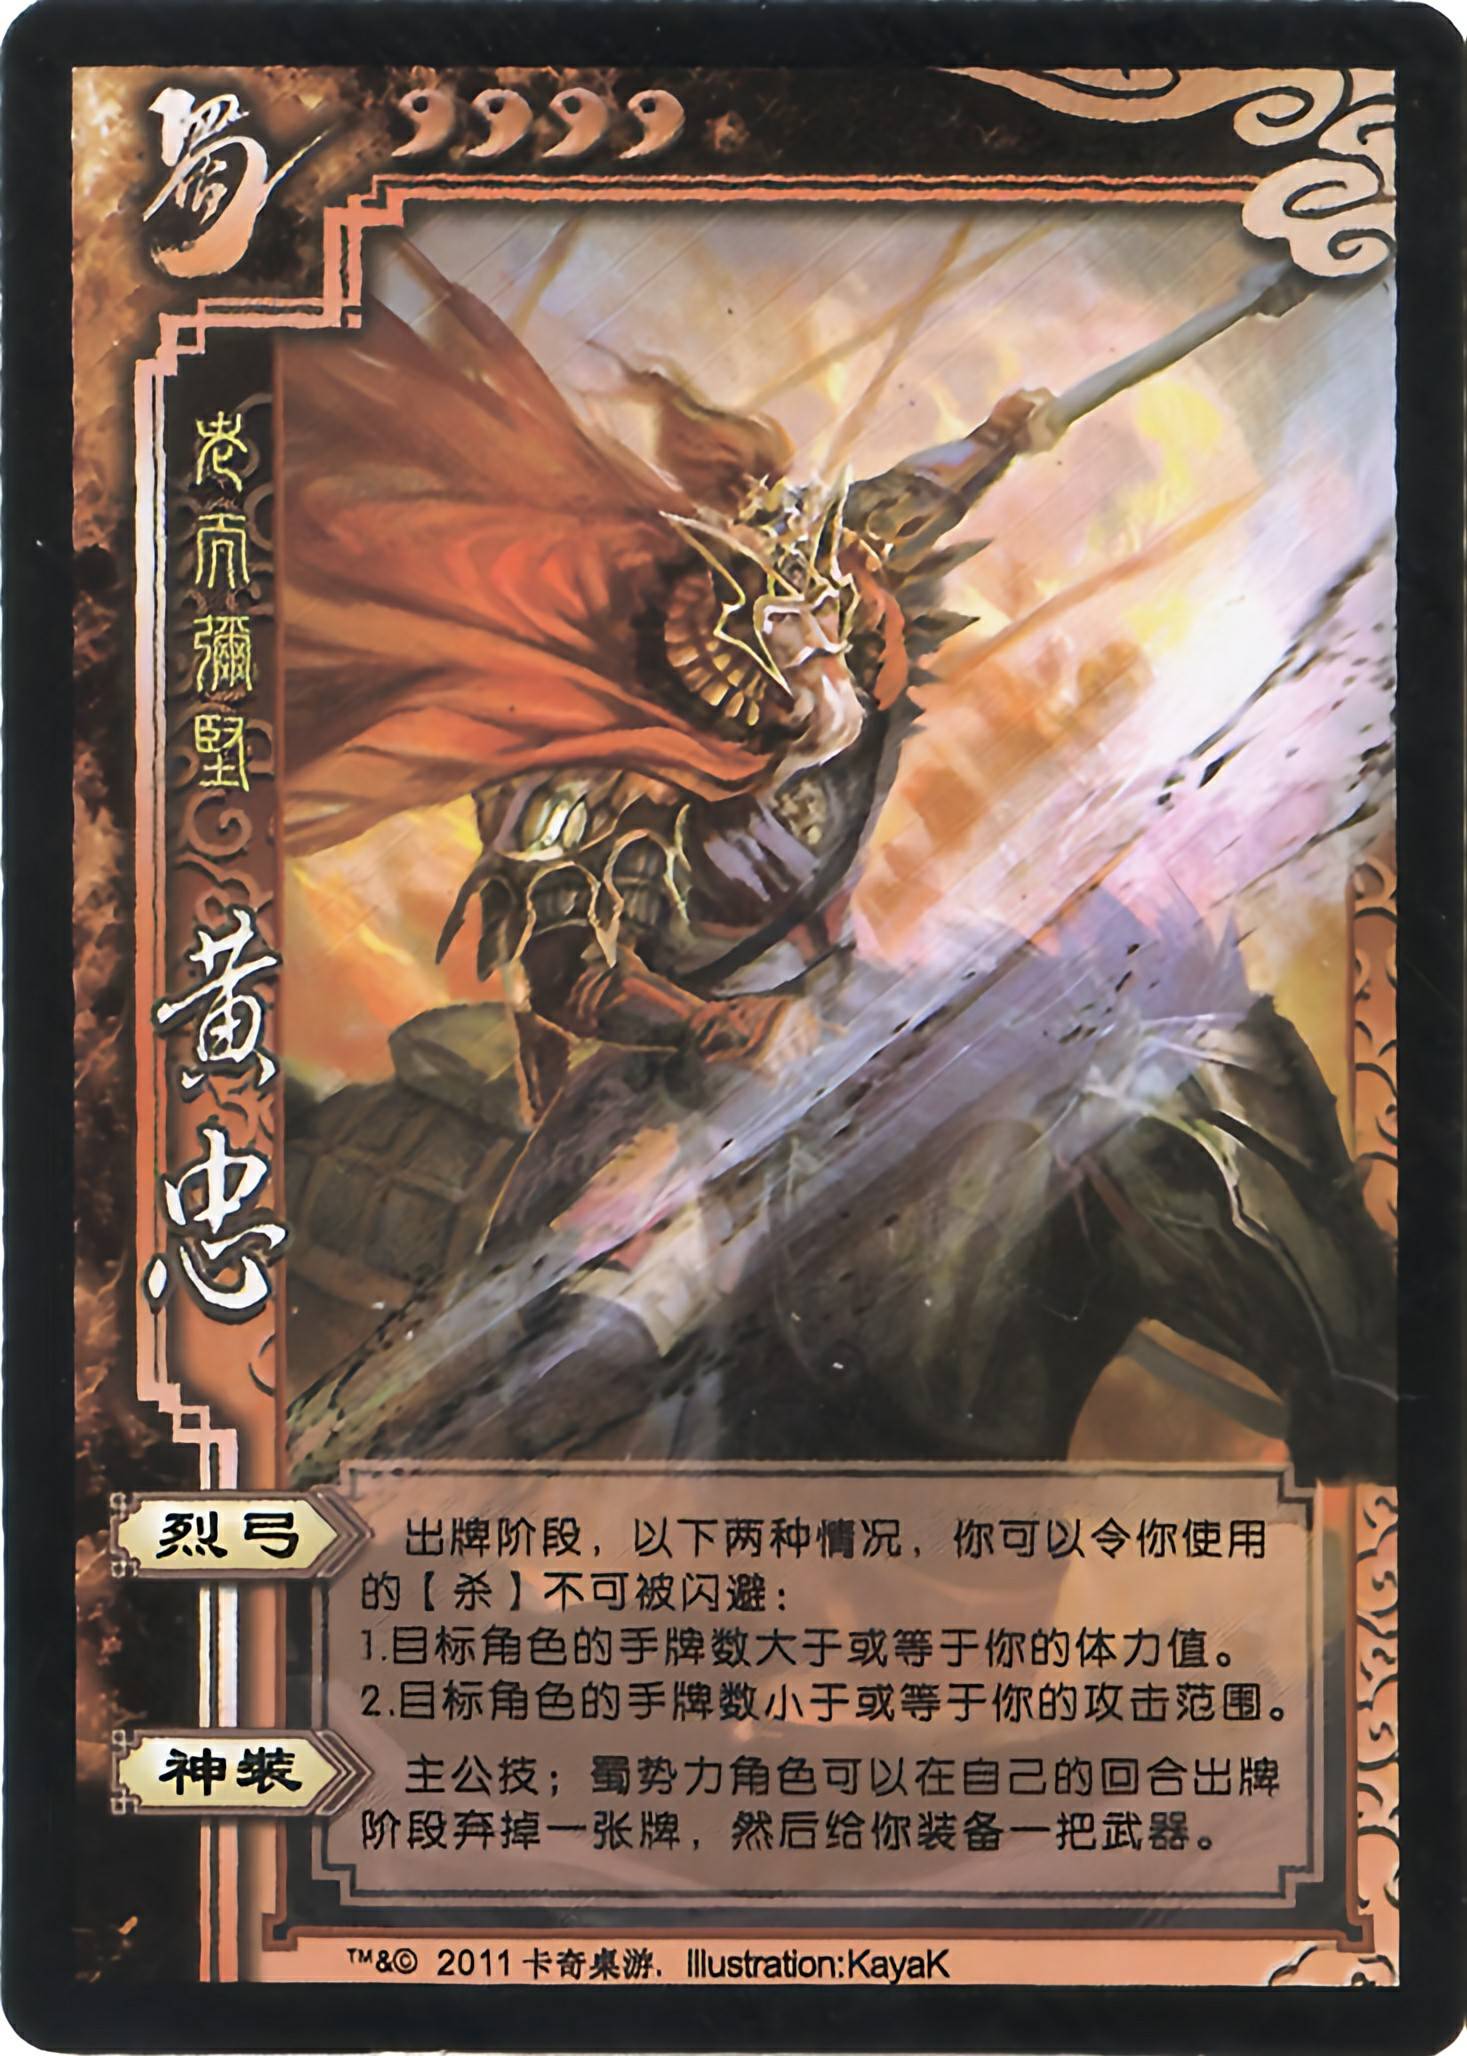 蜀
老而彌堅
黄忠
烈弓
出牌阶段，以下两种情况，你可以令你使用
的【杀】不可被闪避：
1.目标角色的手牌数大于或等于你的体力值。
2.目标角色的手牌数小于或等于你的攻击范围。
神装
主公技；蜀势力角色可以在自己的回合出牌
阶段弃掉一张牌，然后给你装备一把武器。
™&© 2011 卡奇桌游. Illustration:KayaK